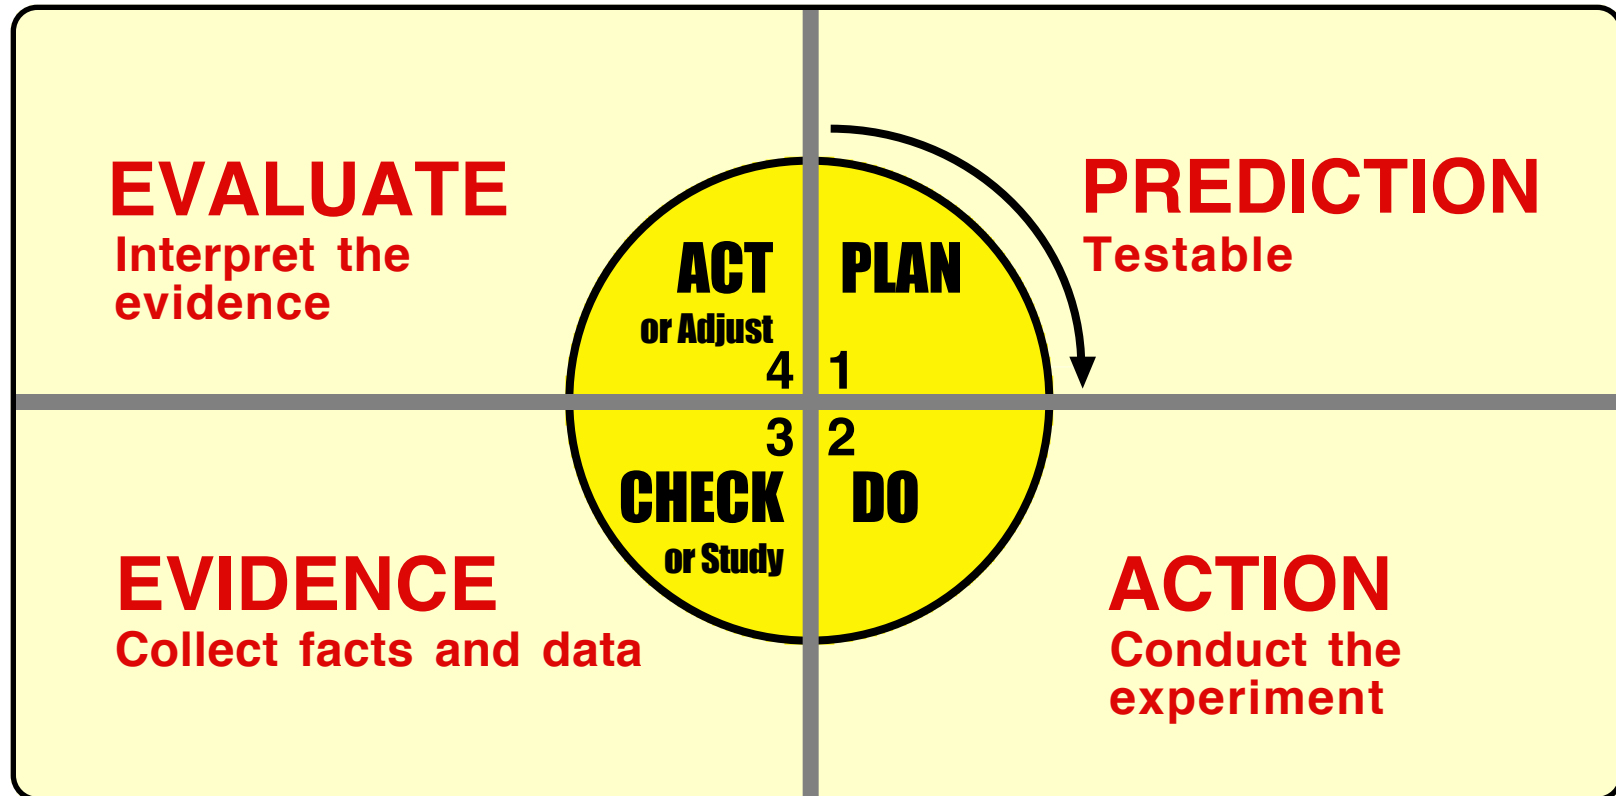 EVALUATE
Interpret the
evidence
PREDICTION
Testable
ACT
or Adjust
4
PLAN
1
3
CHECK
or Study
2
DO
EVIDENCE
Collect facts and data
ACTION
Conduct the
experiment